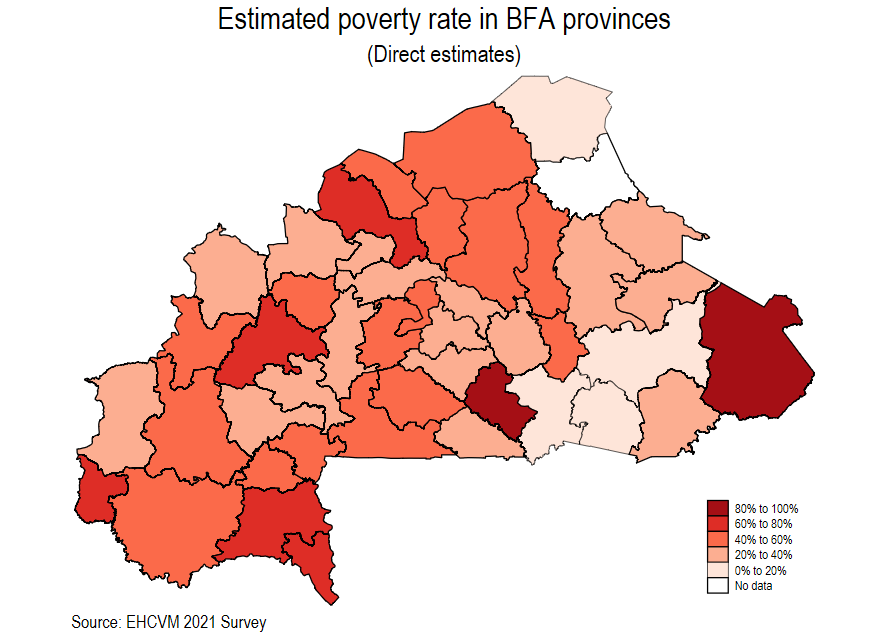 Estimated poverty rate in BFA provinces
(Direct estimates)
80% to 100%
60% to 80%
40% to 60%
20% to 40%
0% to 20%
No data
Source: EHCVM 2021 Survey